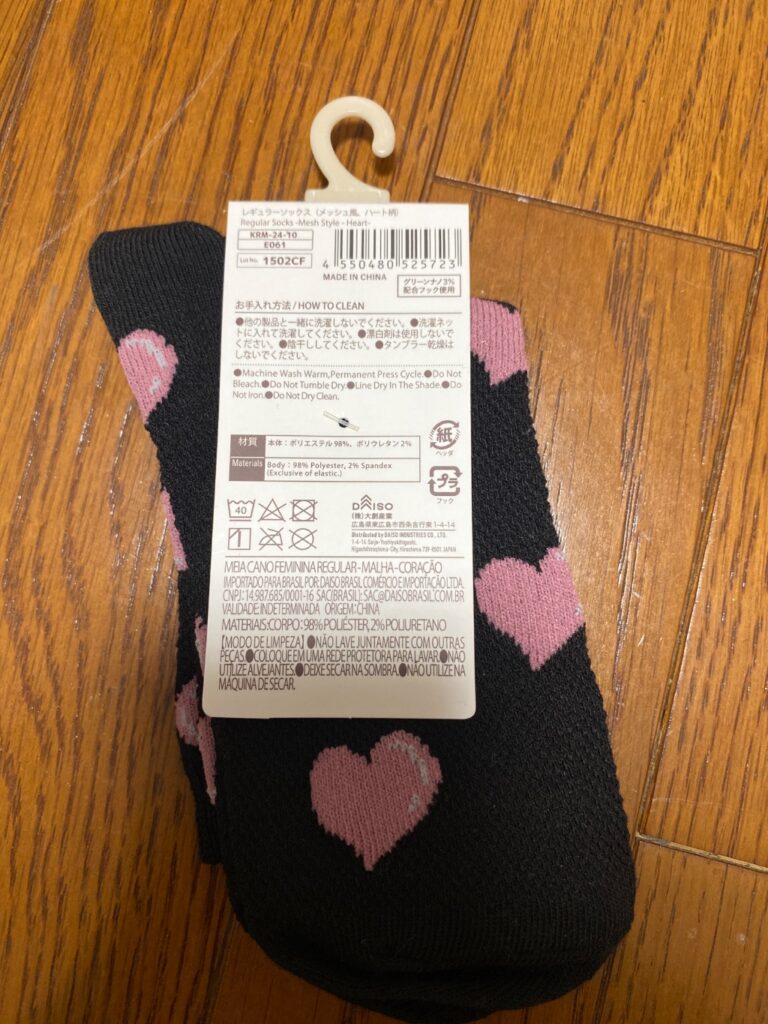 レギュラーソックス（メッシュ風、ハート柄）
Regular Socks -Mesh Style - Heart-
KRM-24-10
E061
Lot No. 1502CF
4 550480 525723
MADE IN CHINA
グリーンナノ3%
配合フック使用
お手入れ方法 / HOW TO CLEAN
●他の製品と一緒に洗濯しないでください。●洗濯ネッ
トに入れて洗濯してください。●漂白剤は使用しないで
ください。●陰干ししてください。●タンブラー乾燥は
しないでください。
●Machine Wash Warm,Permanent Press Cycle.●Do Not
Bleach.●Do Not Tumble Dry.●Line Dry In The Shade.●Do
Not Iron.●Do Not Dry Clean.
材質 本体：ポリエステル 98%、ポリウレタン 2%
Materials Body : 98% Polyester, 2% Spandex
(Exclusive of elastic.)
紙
ヘッダ
プラ
フック
40
DAISO
(株)大創産業
広島県東広島市西条吉行東1-4-14
Distributed by DAISO INDUSTRIES CO., LTD.
1-4-14 Saijo-Yoshiyukihigashi,
Higashihiroshima-City, Hiroshima 739-8501, JAPAN
MEIA CANO FEMININA REGULAR - MALHA - CORAÇÃO
IMPORTADO PARA BRASIL POR: DAISO BRASIL COMÉRCIO E IMPORTAÇÃO LTDA.
CNPJ: 14.987.685/0001-16 SAC(BRASIL): SAC@DAISOBRASIL.COM.BR
VALIDADE:INDETERMINADA ORIGEM:CHINA
MATERIAIS:CORPO: 98% POLIÉSTER, 2% POLIURETANO
【MODO DE LIMPEZA】●NÃO LAVE JUNTAMENTE COM OUTRAS
PEÇAS.●COLOQUE EM UMA REDE PROTETORA PARA LAVAR.●NÃO
UTILIZE ALVEJANTES.●DEIXE SECAR NA SOMBRA.●NÃO UTILIZE NA
MÁQUINA DE SECAR.